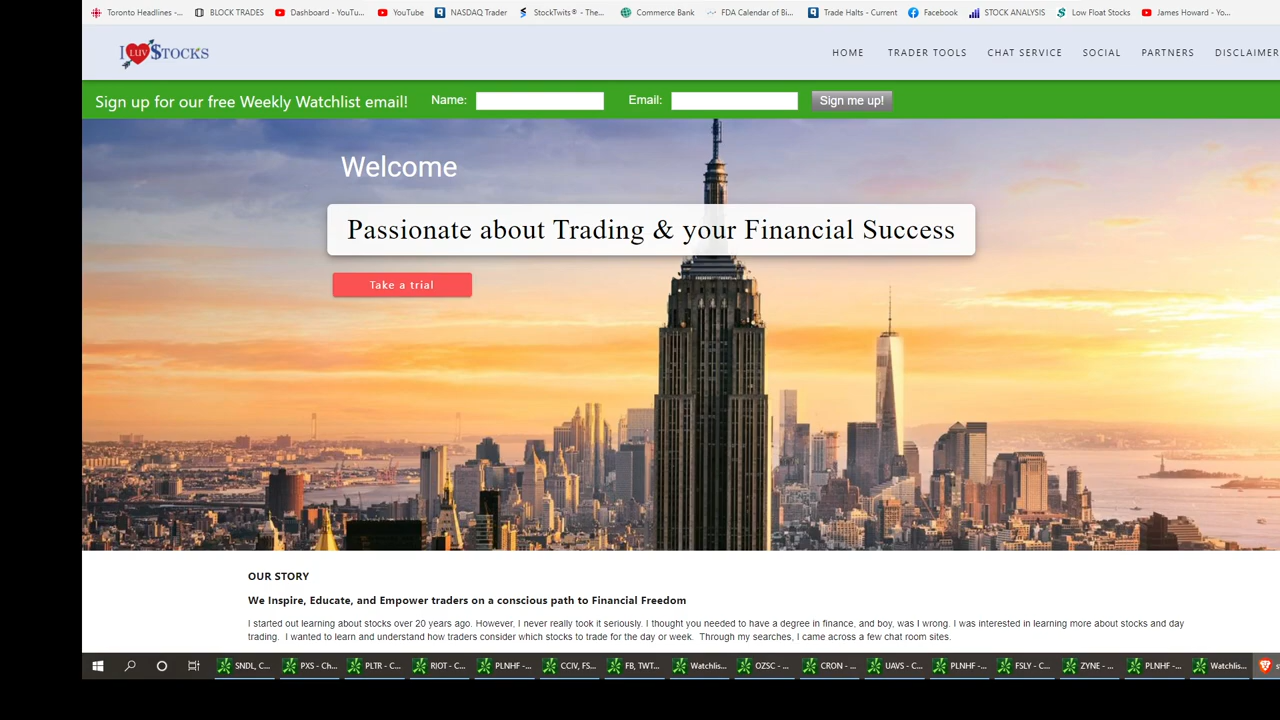 Toronto Headlines -... BLOCK TRADES Dashboard - YouTu... YouTube NASDAQ Trader StockTwits® - The... Commerce Bank FDA Calendar of Bi... Trade Halts - Current Facebook STOCK ANALYSIS Low Float Stocks James Howard - Yo...
I LUV $TOCKS
HOME TRADER TOOLS CHAT SERVICE SOCIAL PARTNERS DISCLAIMER
Sign up for our free Weekly Watchlist email! Name: Email: Sign me up!
Welcome
Passionate about Trading & your Financial Success
Take a trial
OUR STORY
We Inspire, Educate, and Empower traders on a conscious path to Financial Freedom
I started out learning about stocks over 20 years ago. However, I never really took it seriously. I thought you needed to have a degree in finance, and boy, was I wrong. I was interested in learning more about stocks and day
trading. I wanted to learn and understand how traders consider which stocks to trade for the day or week. Through my searches, I came across a few chat room sites.
SNDL, C... PXS - Ch... PLTR - C... RIOT - C... PLNHF -... CCIV, FS... FB, TWT... Watchlis... OZSC - ... CRON - ... UAVS - C... PLNHF -... FSLY - C... ZYNE - ... PLNHF -... Watchlis...